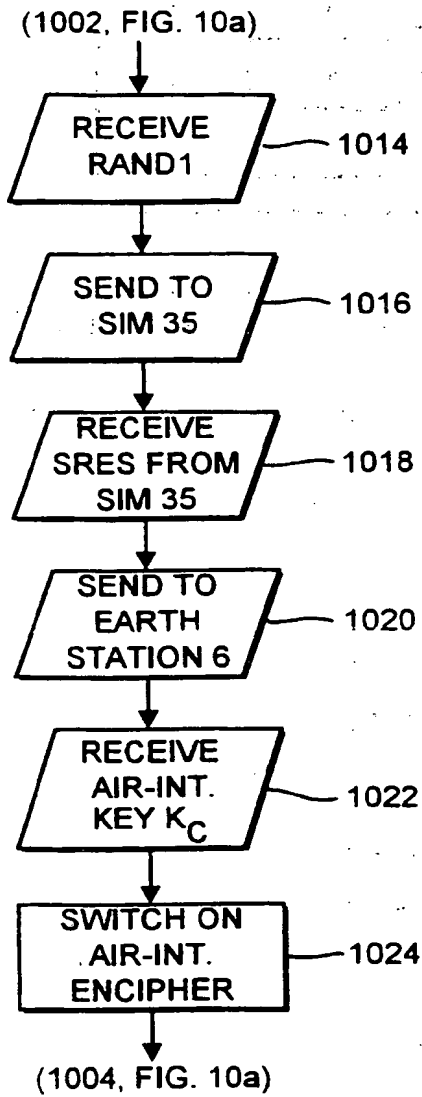 (1002, FIG. 10a)
RECEIVE
RAND1
1014
SEND TO
SIM 35
1016
RECEIVE
SRES FROM
SIM 35
1018
SEND TO
EARTH
STATION 6
1020
RECEIVE
AIR-INT.
KEY KC
1022
SWITCH ON
AIR-INT.
ENCIPHER
1024
(1004, FIG. 10a)